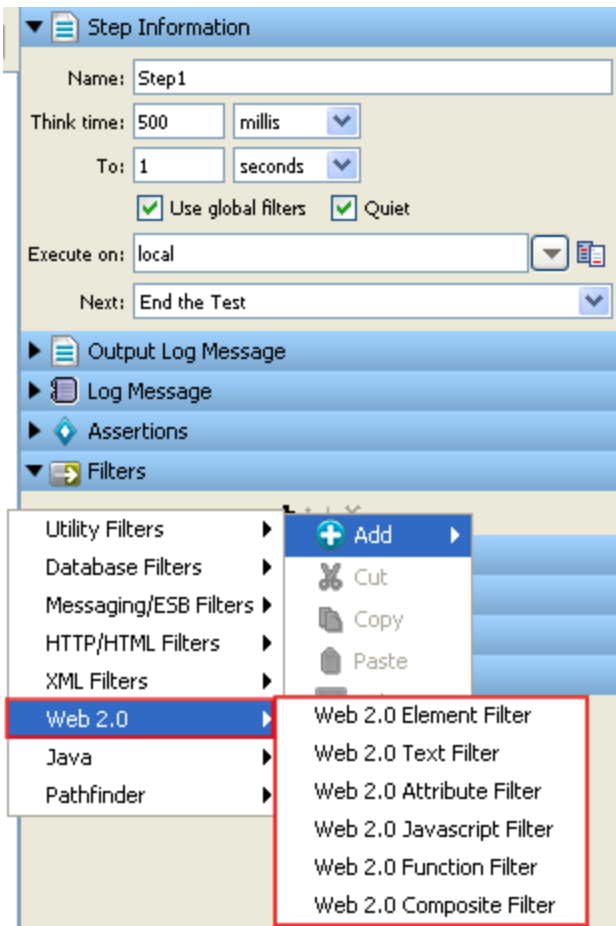 Step Information
Name: Step1
Think time: 500 millis
To: 1 seconds
Use global filters Quiet
Execute on: local
Next: End the Test
Output Log Message
Log Message
Assertions
Filters
Utility Filters
Database Filters
Messaging/ESB Filters
HTTP/HTML Filters
XML Filters
Web 2.0
Java
Pathfinder
Add
Cut
Copy
Paste
Web 2.0 Element Filter
Web 2.0 Text Filter
Web 2.0 Attribute Filter
Web 2.0 Javascript Filter
Web 2.0 Function Filter
Web 2.0 Composite Filter